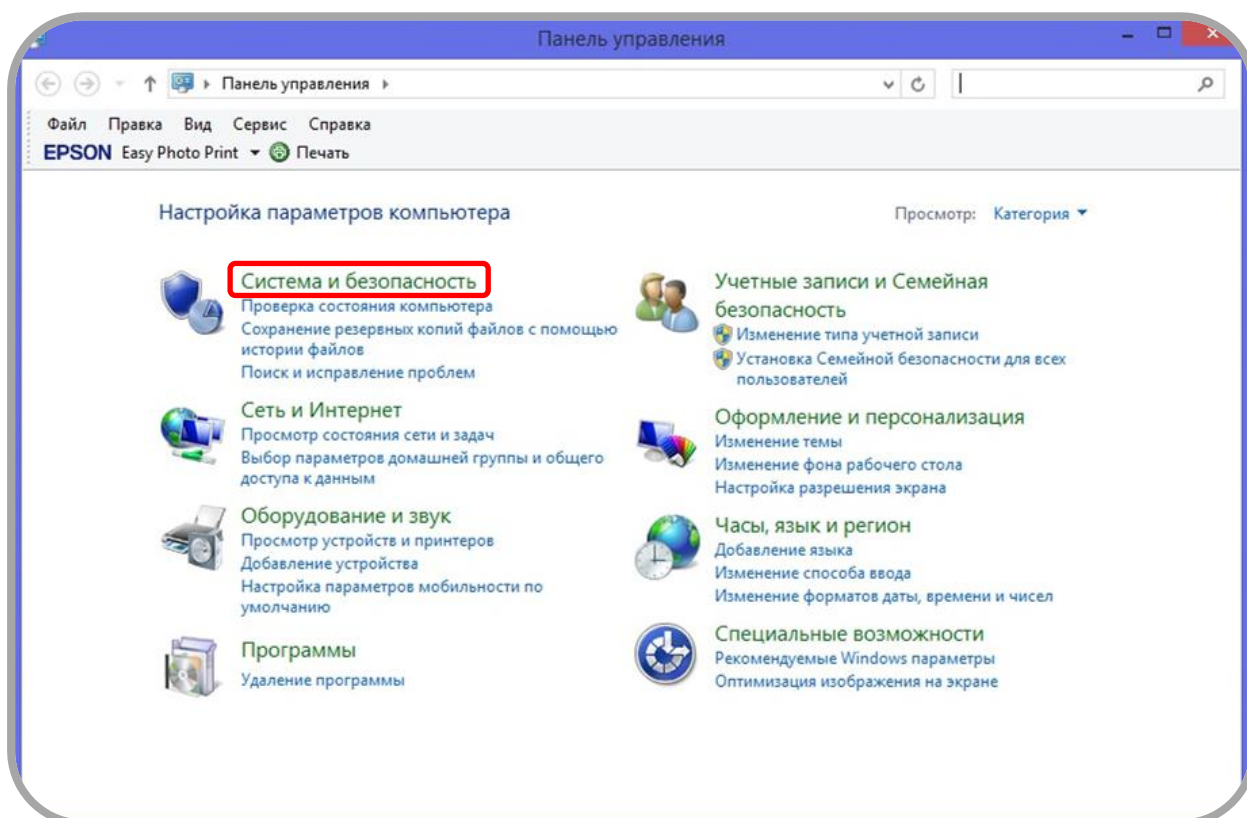 Панель управления
Панель управления
Файл Правка Вид Сервис Справка
EPSON Easy Photo Print Печать
Настройка параметров компьютера
Просмотр: Категория
Система и безопасность
Проверка состояния компьютера
Сохранение резервных копий файлов с помощью
истории файлов
Поиск и исправление проблем
Сеть и Интернет
Просмотр состояния сети и задач
Выбор параметров домашней группы и общего
доступа к данным
Оборудование и звук
Просмотр устройств и принтеров
Добавление устройства
Настройка параметров мобильности по
умолчанию
Программы
Удаление программы
Учетные записи и Семейная
безопасность
Изменение типа учетной записи
Установка Семейной безопасности для всех
пользователей
Оформление и персонализация
Изменение темы
Изменение фона рабочего стола
Настройка разрешения экрана
Часы, язык и регион
Добавление языка
Изменение способа ввода
Изменение форматов даты, времени и чисел
Специальные возможности
Рекомендуемые Windows параметры
Оптимизация изображения на экране